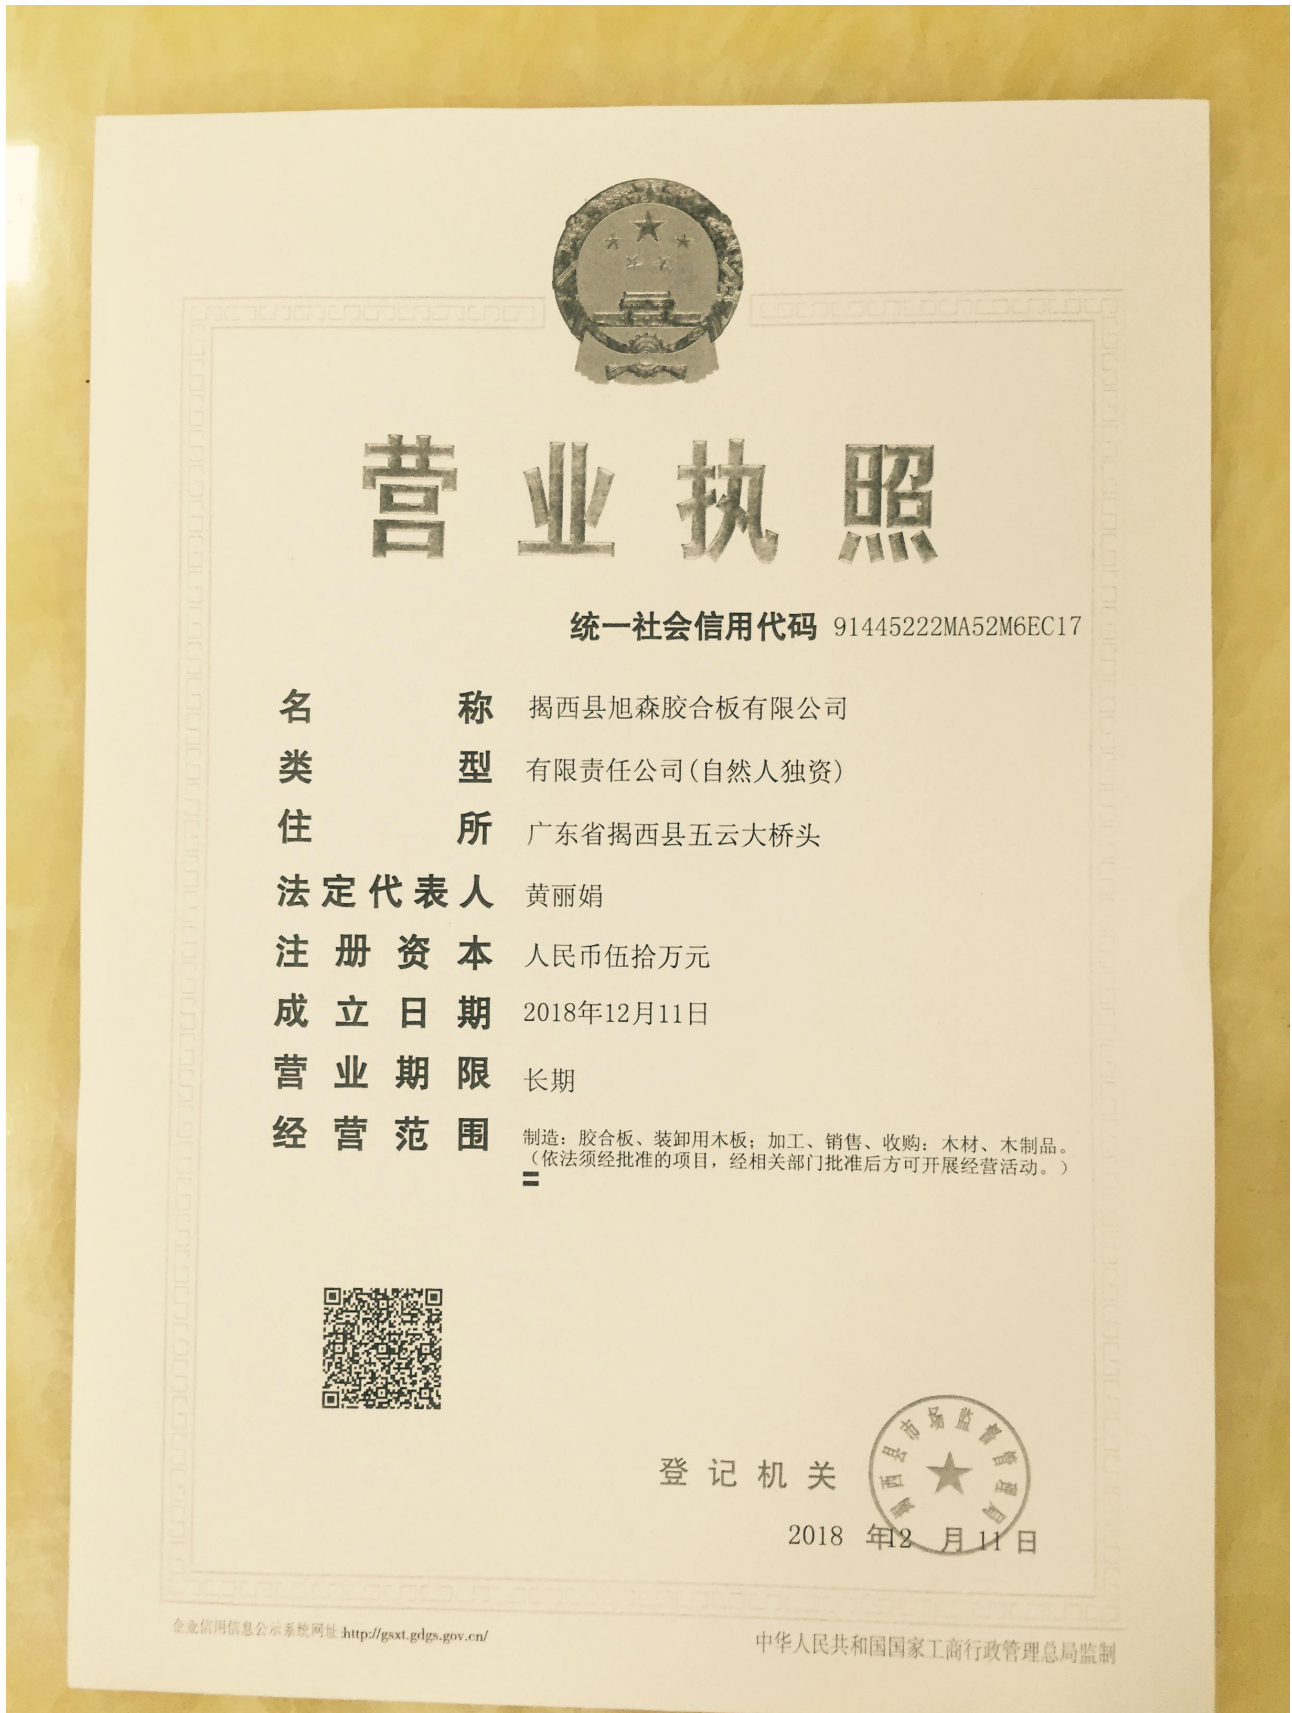 营业执照
统一社会信用代码 91445222MA52M6EC17
名称 揭西县旭森胶合板有限公司
类型 有限责任公司(自然人独资)
住所 广东省揭西县五云大桥头
法定代表人 黄丽娟
注册资本 人民币伍拾万元
成立日期 2018年12月11日
营业期限 长期
经营范围 制造：胶合板、装卸用木板；加工、销售、收购：木材、木制品。
（依法须经批准的项目，经相关部门批准后方可开展经营活动。）
登记机关
揭西县市场监督管理局
2018 年12 月11日
企业信用信息公示系统网址:http://gsxt.gdgs.gov.cn/
中华人民共和国国家工商行政管理总局监制